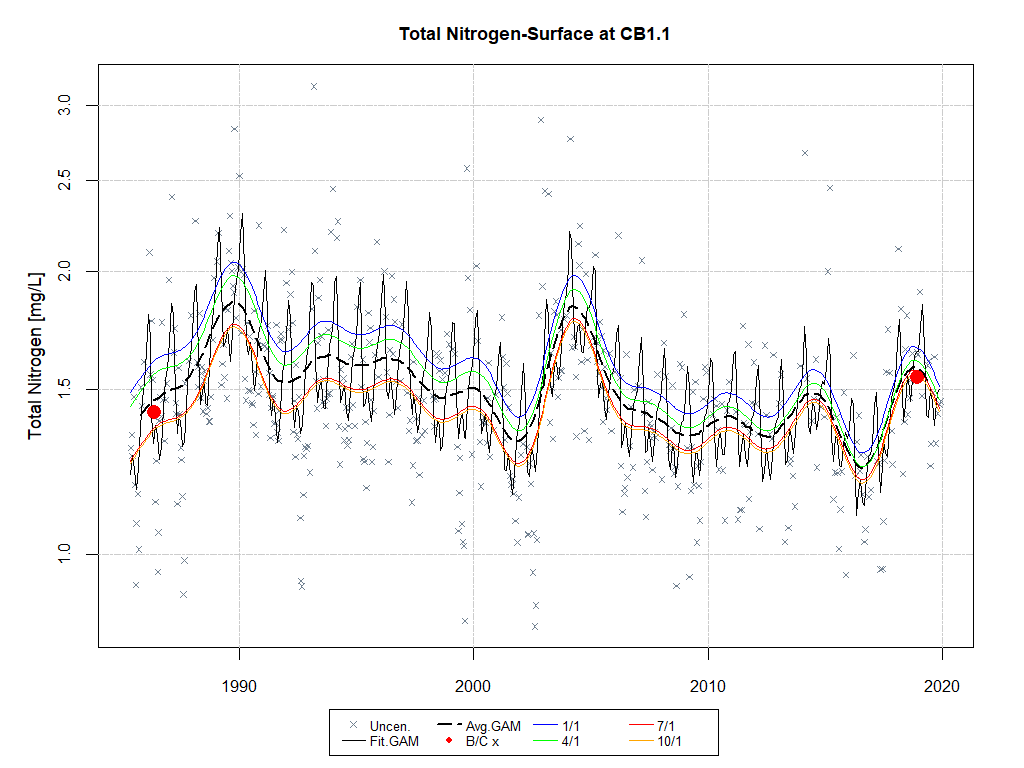 Total Nitrogen-Surface at CB1.1
Total Nitrogen [mg/L]
3.0
2.5
2.0
1.5
1.0
1990
2000
2010
2020
Uncen. Avg.GAM 1/1 7/1
Fit.GAM B/C x 4/1 10/1